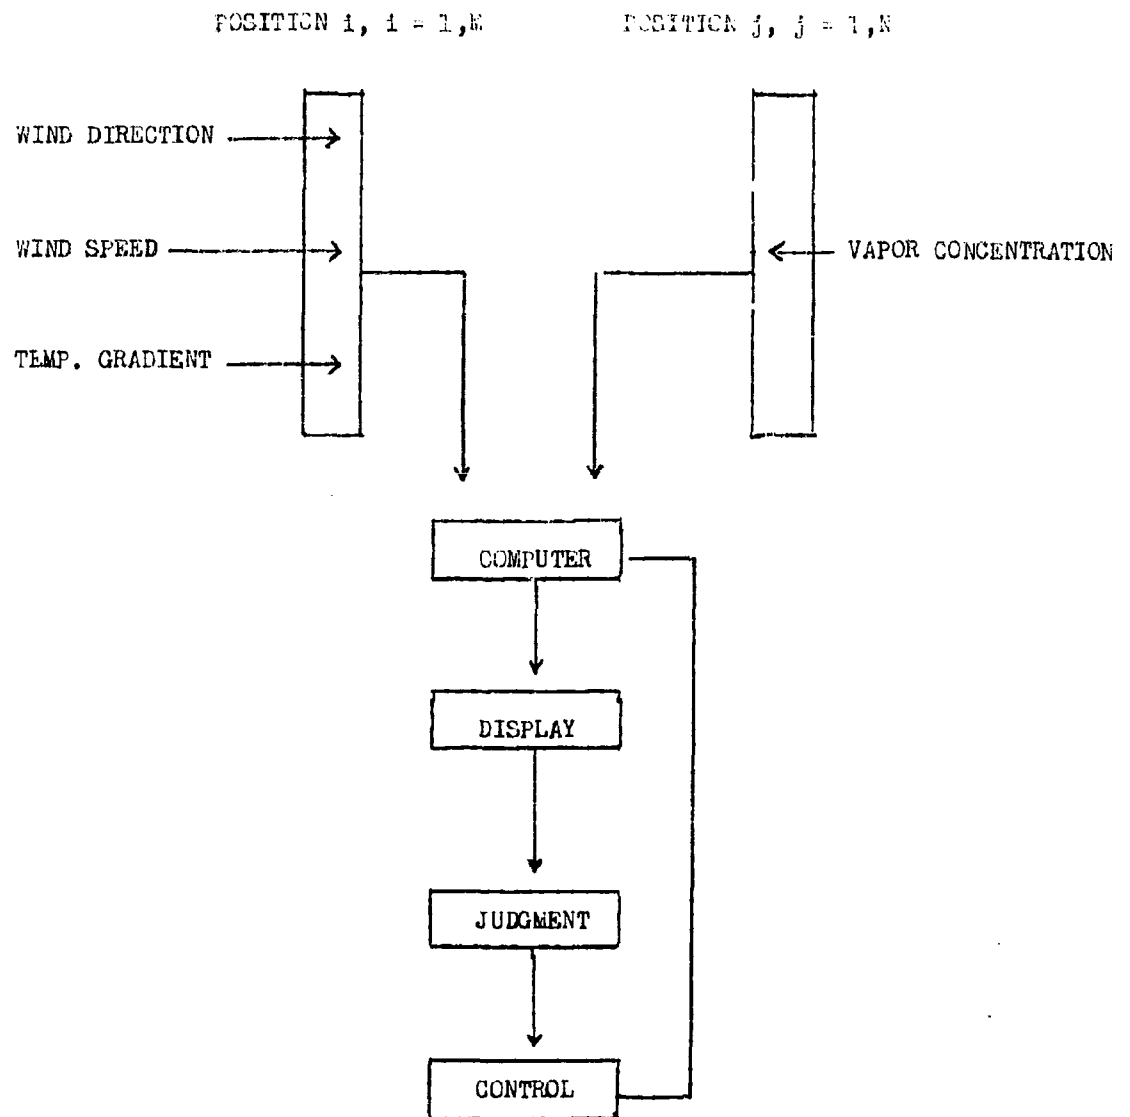 POSITION i, i = 1,M
POSITION j, j = 1,N
WIND DIRECTION
WIND SPEED
VAPOR CONCENTRATION
TEMP. GRADIENT
COMPUTER
DISPLAY
JUDGMENT
CONTROL